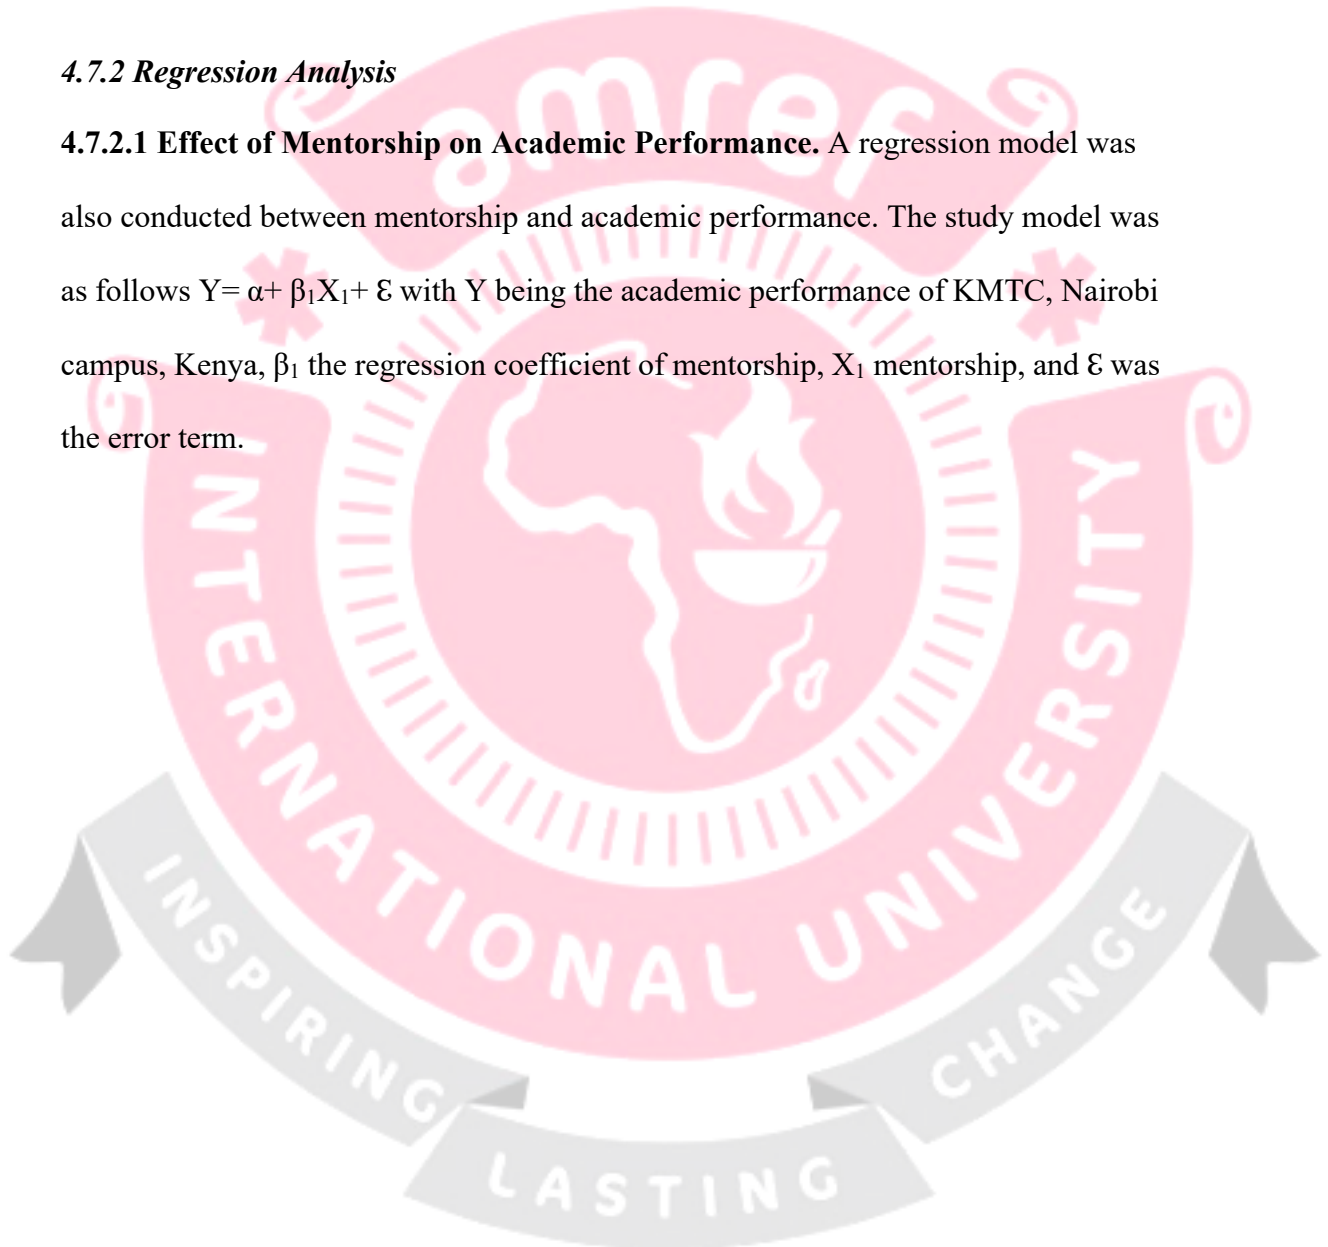 4.7.2 Regression Analysis
amref
4.7.2.1 Effect of Mentorship on Academic Performance. A regression model was
also conducted between mentorship and academic performance. The study model was
as follows Y= α+ β₁X₁+ Ɛ with Y being the academic performance of KMTC, Nairobi
campus, Kenya, β₁ the regression coefficient of mentorship, X₁ mentorship, and Ɛ was
the error term.
INTERNATIONAL UNIVERSITY
INSPIRING
LASTING
CHANGE